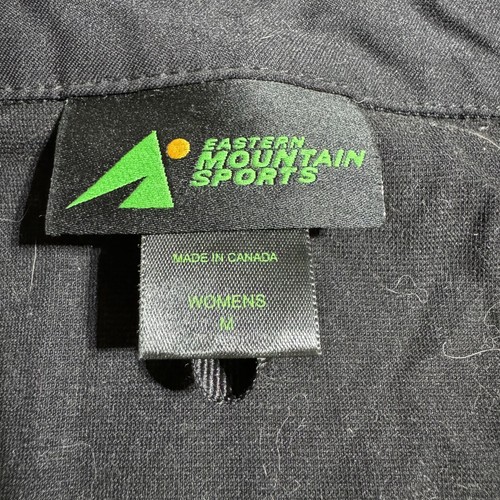 EASTERN
MOUNTAIN
SPORTS
MADE IN CANADA
WOMENS
M